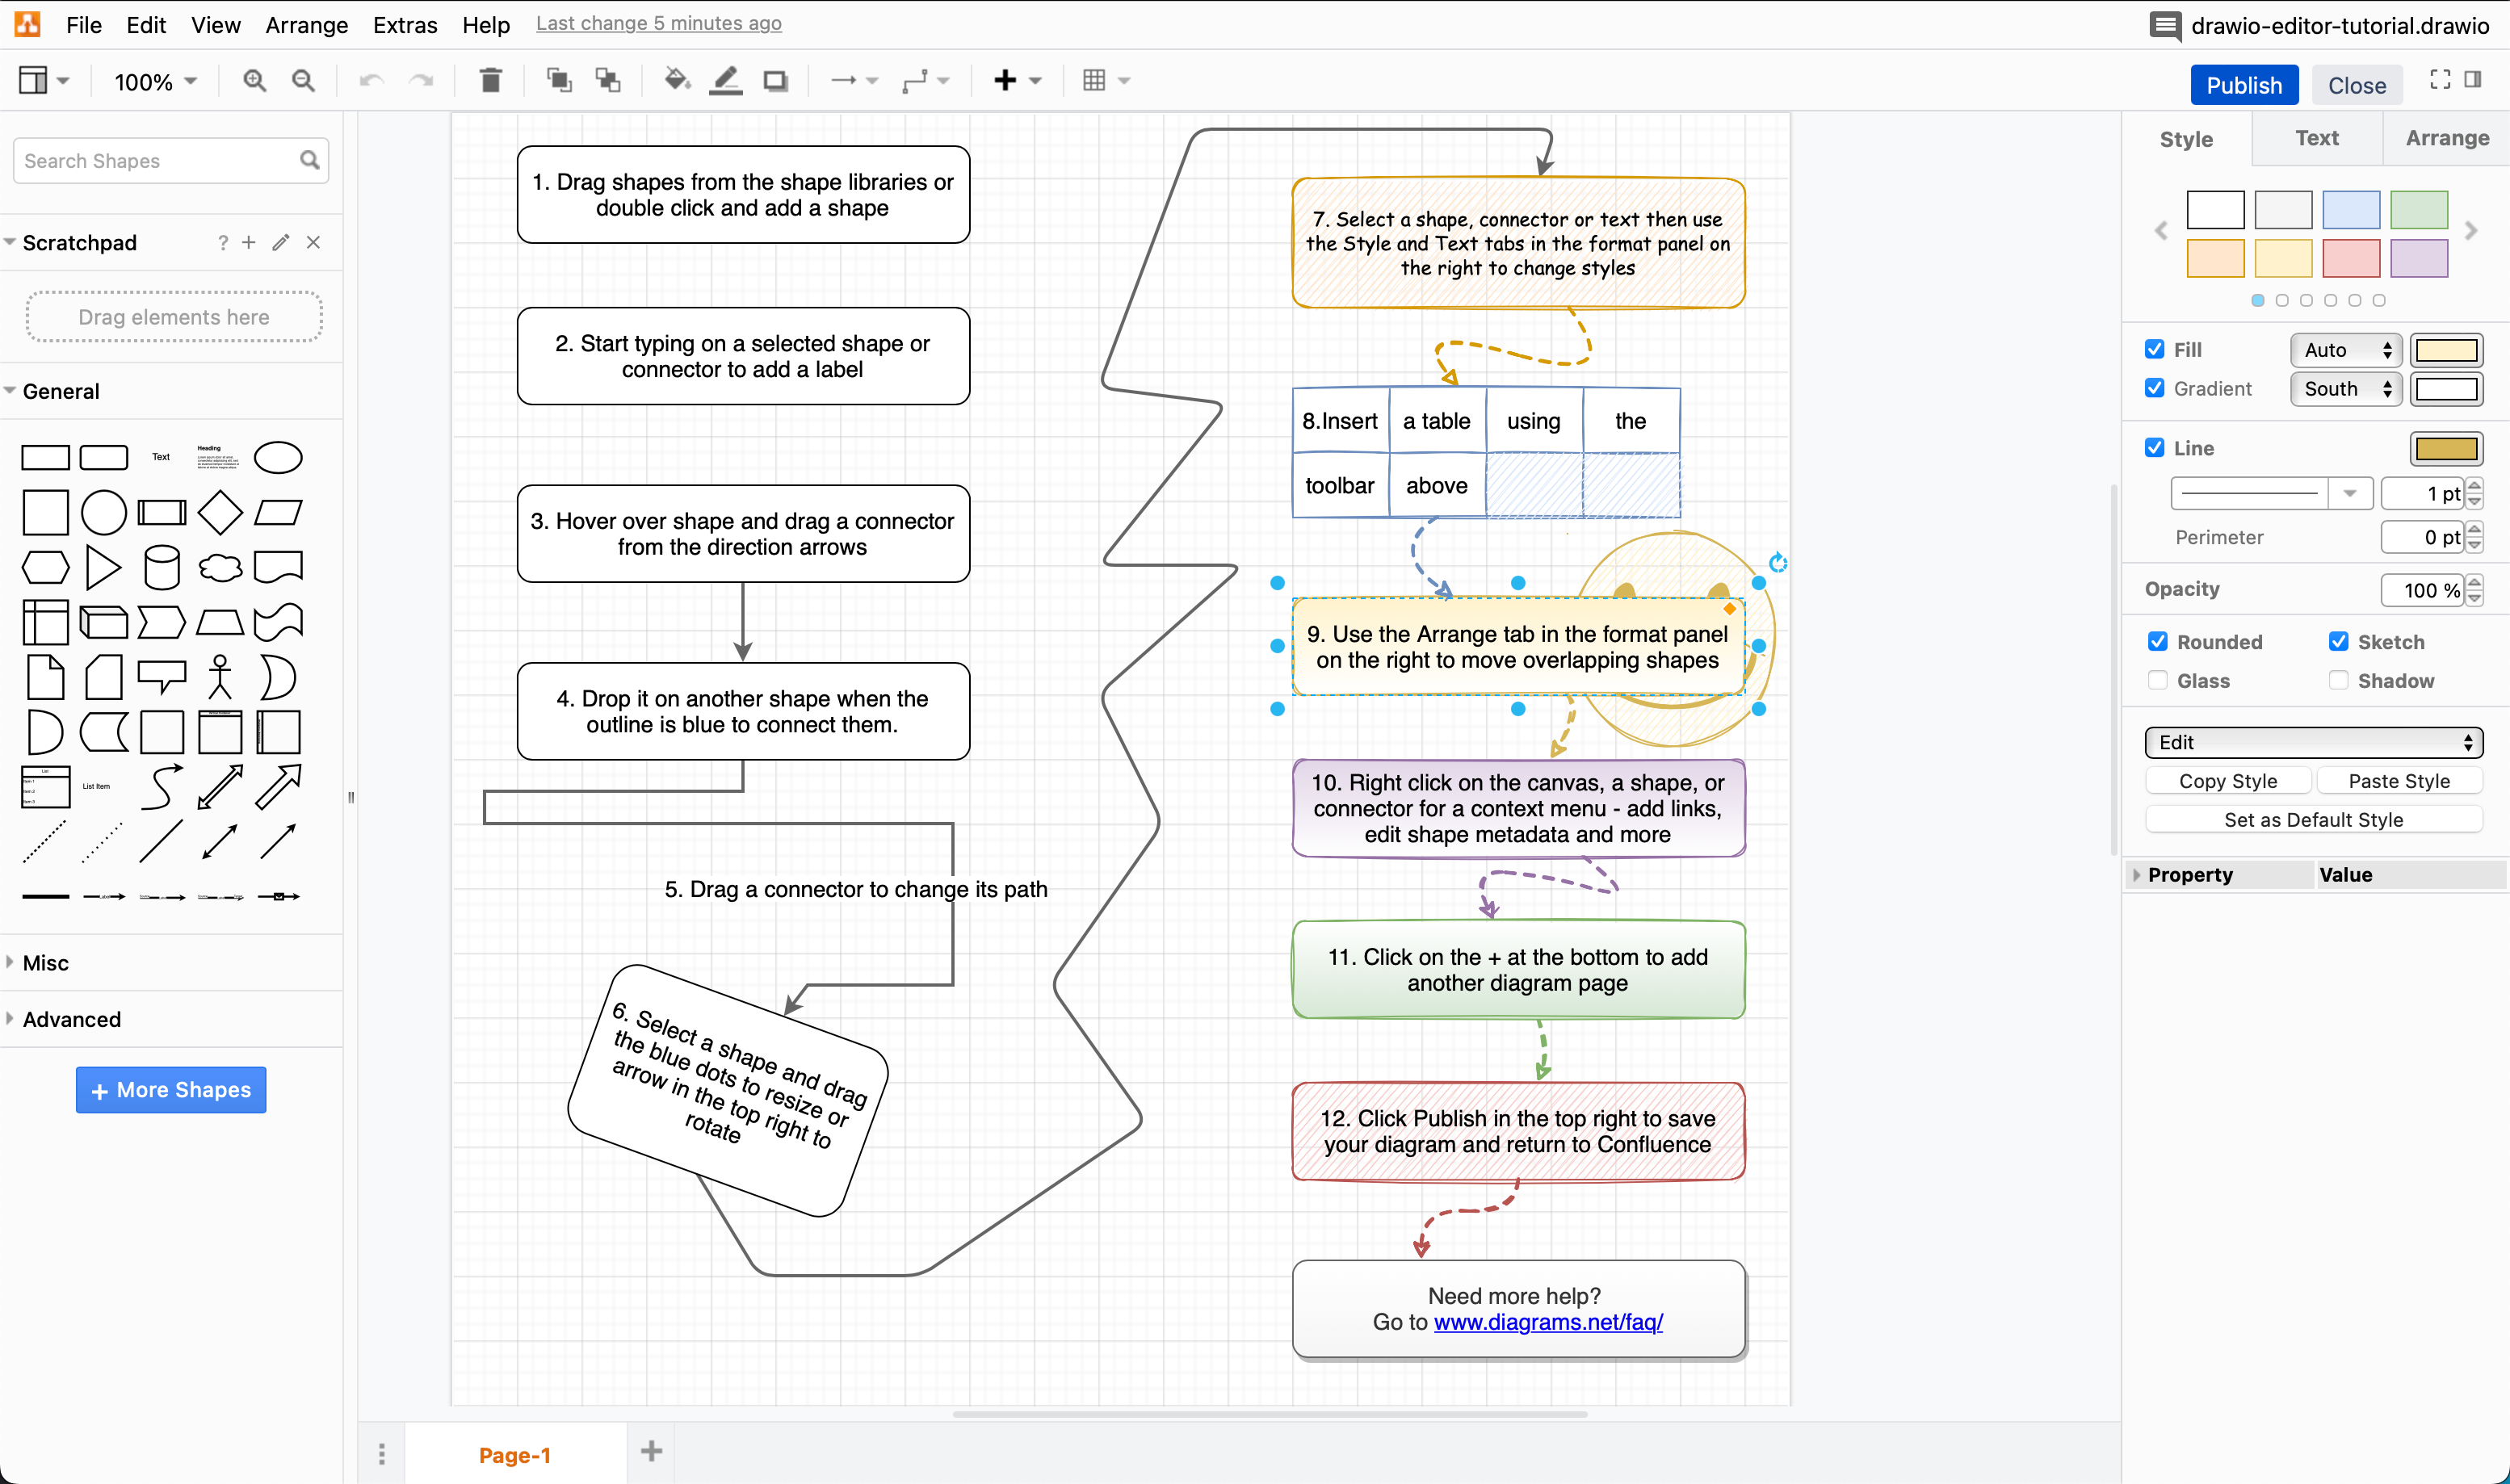 File Edit View Arrange Extras Help Last change 5 minutes ago
drawio-editor-tutorial.drawio
100%
Publish Close
Search Shapes
Scratchpad ? + ×
Drag elements here
General
Text
Heading
List
Item 1
Item 2
Item 3
List Item
Misc
Advanced
+ More Shapes
1. Drag shapes from the shape libraries or
double click and add a shape
2. Start typing on a selected shape or
connector to add a label
3. Hover over shape and drag a connector
from the direction arrows
4. Drop it on another shape when the
outline is blue to connect them.
5. Drag a connector to change its path
6. Select a shape and drag
the blue dots to resize or
arrow in the top right to
rotate
7. Select a shape, connector or text then use
the Style and Text tabs in the format panel on
the right to change styles
8.Insert a table using the
toolbar above
9. Use the Arrange tab in the format panel
on the right to move overlapping shapes
10. Right click on the canvas, a shape, or
connector for a context menu - add links,
edit shape metadata and more
11. Click on the + at the bottom to add
another diagram page
12. Click Publish in the top right to save
your diagram and return to Confluence
Need more help?
Go to www.diagrams.net/faq/
Page-1
Style Text Arrange
Fill Auto
Gradient South
Line
1 pt
Perimeter 0 pt
Opacity 100 %
Rounded Sketch
Glass Shadow
Edit
Copy Style Paste Style
Set as Default Style
Property Value